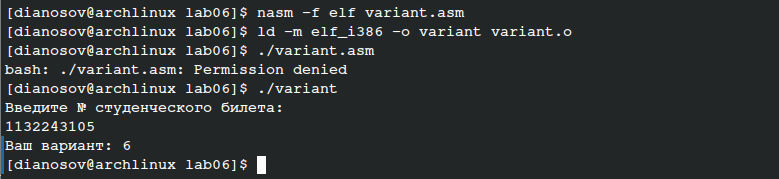 [dianosov@archlinux lab06]$ nasm -f elf variant.asm
[dianosov@archlinux lab06]$ ld -m elf_i386 -o variant variant.o
[dianosov@archlinux lab06]$ ./variant.asm
bash: ./variant.asm: Permission denied
[dianosov@archlinux lab06]$ ./variant
Введите № студенческого билета:
1132243105
Ваш вариант: 6
[dianosov@archlinux lab06]$